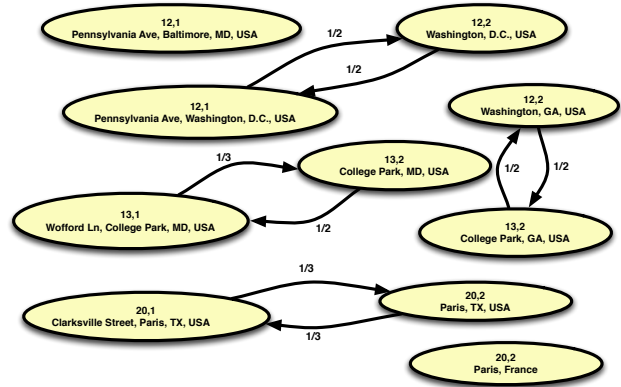 12,1
Pennsylvania Ave, Baltimore, MD, USA
12,2
Washington, D.C., USA
1/2
1/2
12,1
Pennsylvania Ave, Washington, D.C., USA
12,2
Washington, GA, USA
1/3
13,2
College Park, MD, USA
1/2
1/2
13,1
Wofford Ln, College Park, MD, USA
1/2
13,2
College Park, GA, USA
1/3
20,1
Clarksville Street, Paris, TX, USA
20,2
Paris, TX, USA
1/3
20,2
Paris, France